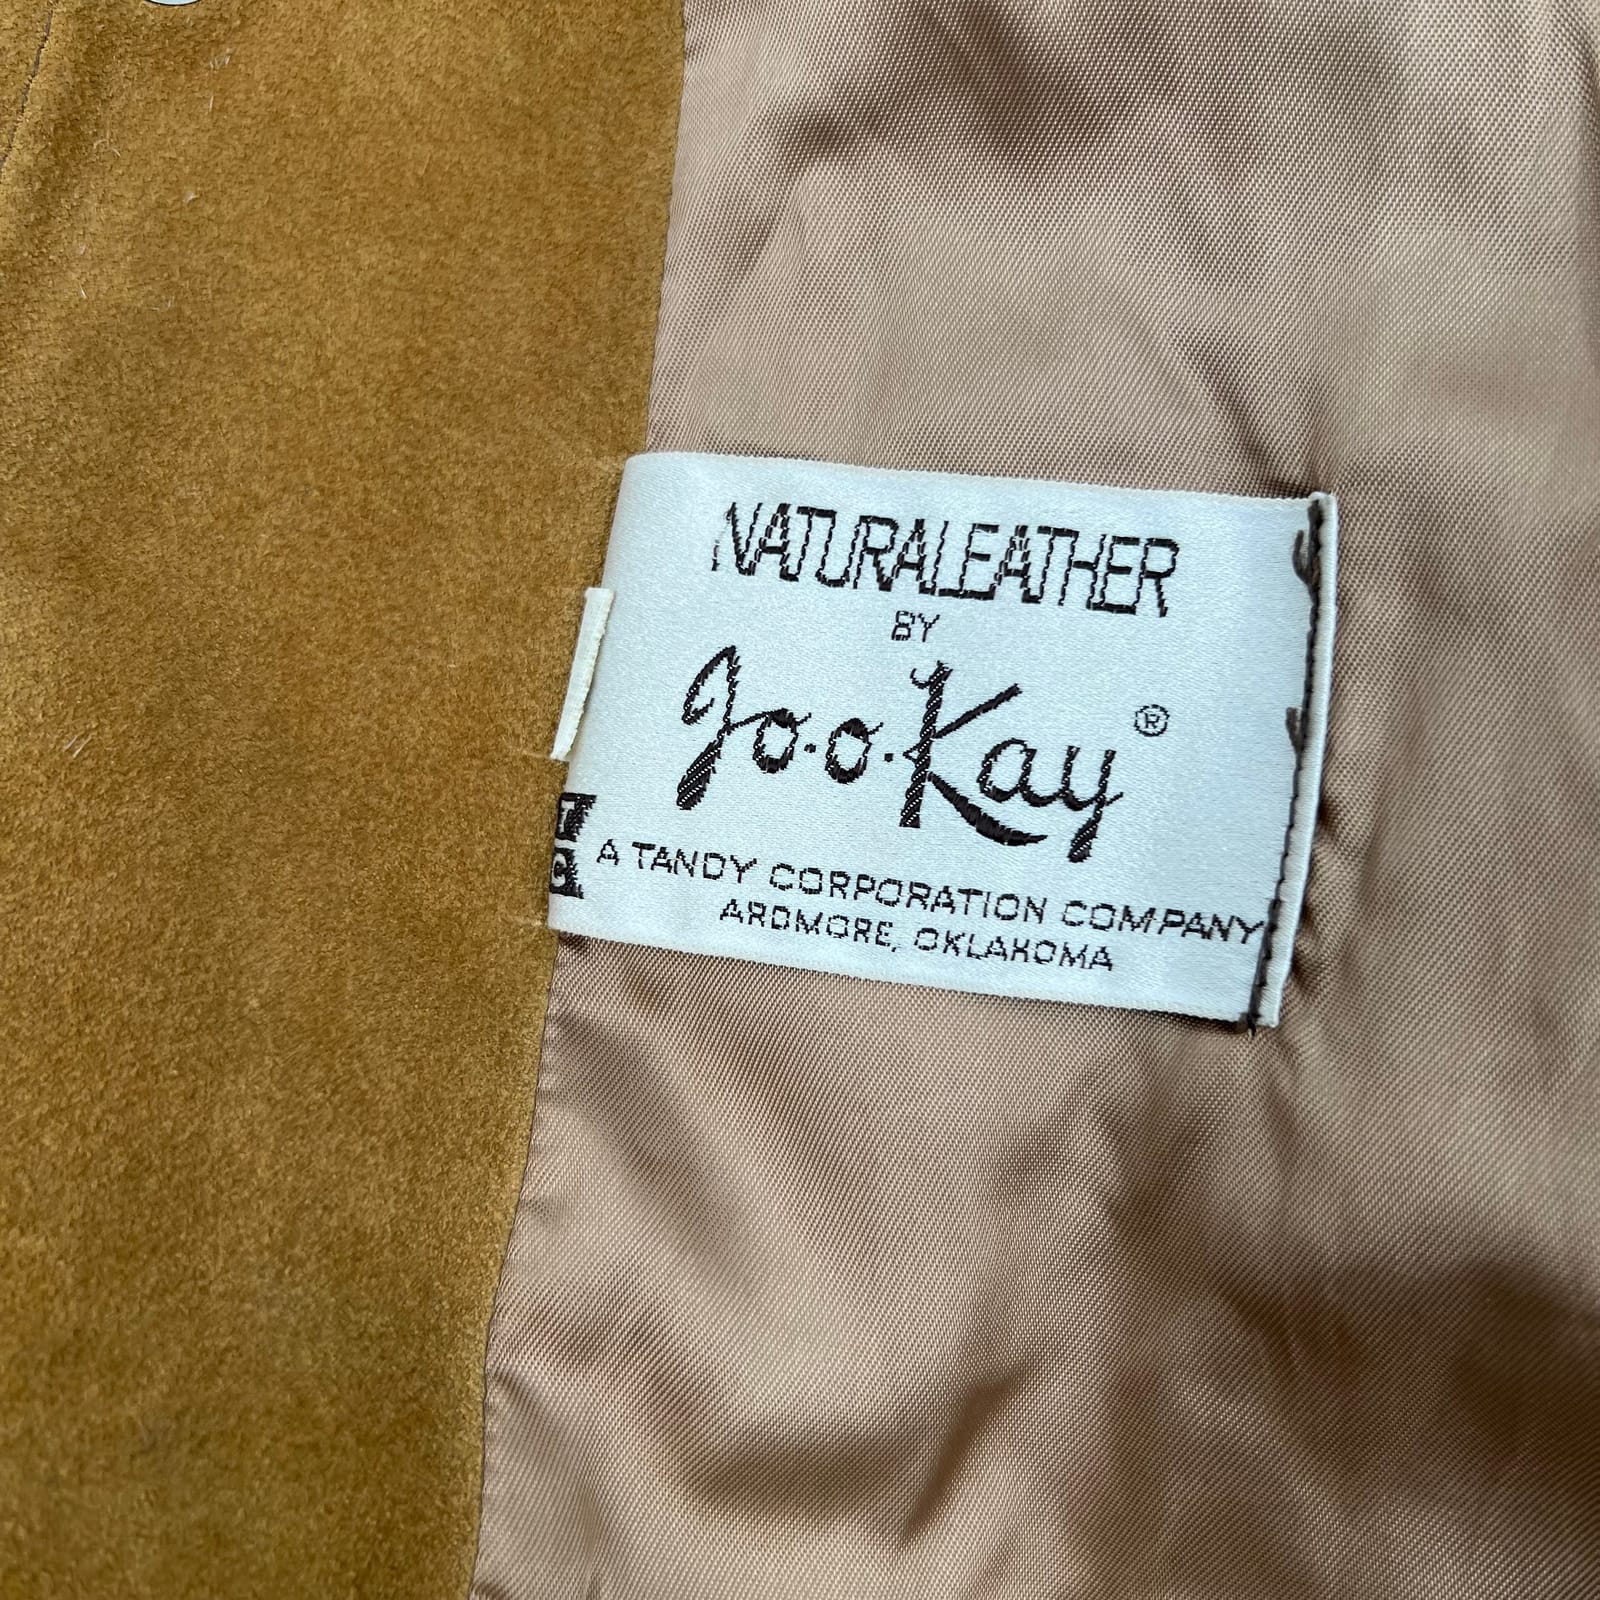 NATURALEATHER
BY
Jo.o.Kay®
T
C
A TANDY CORPORATION COMPANY
ARDMORE, OKLAHOMA